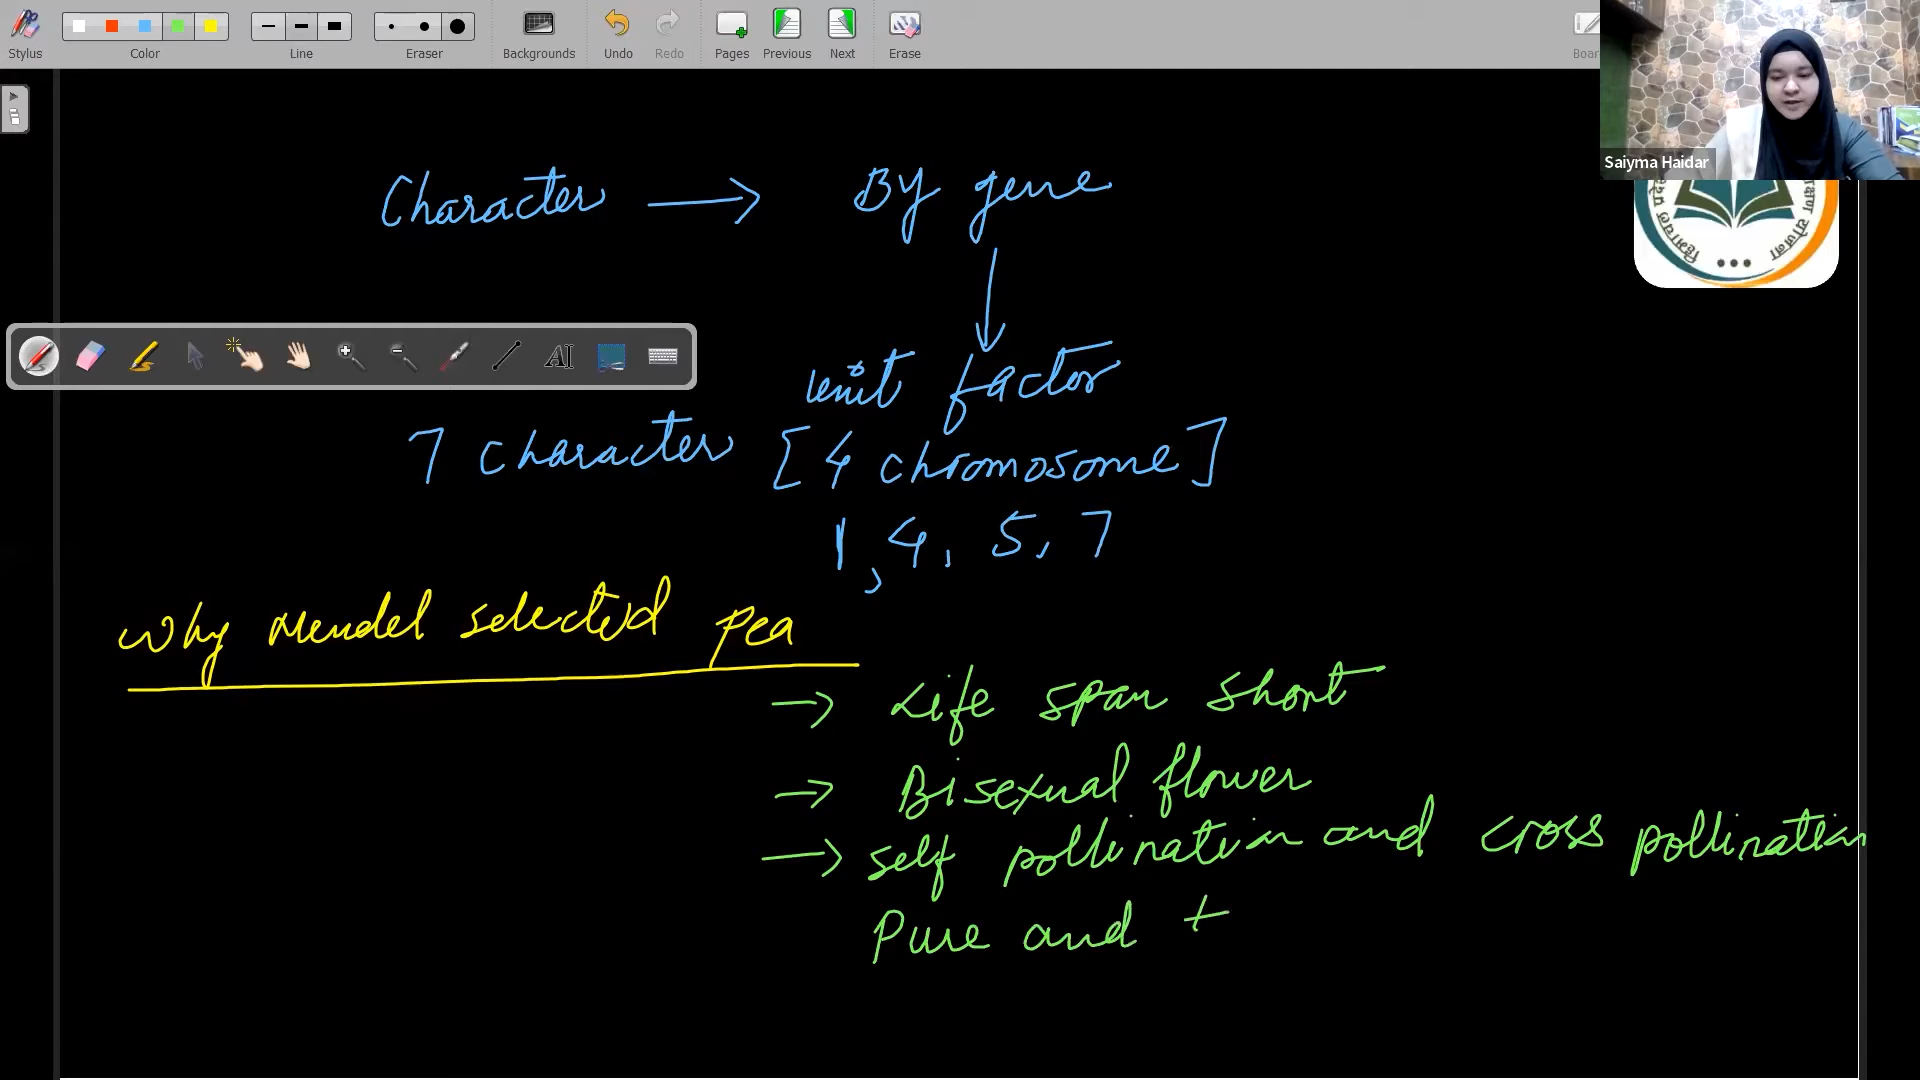 Stylus
Color
Line
Eraser
Backgrounds
Undo
Redo
Pages
Previous
Next
Erase
Boar
Saiyma Haidar
Character → By gene
unit factor
7 character [4 chromosome]
1, 4, 5, 7
Why Mendel selected pea
→ Life span short
→ Bisexual flower
→ self pollination and cross pollination
Pure and t